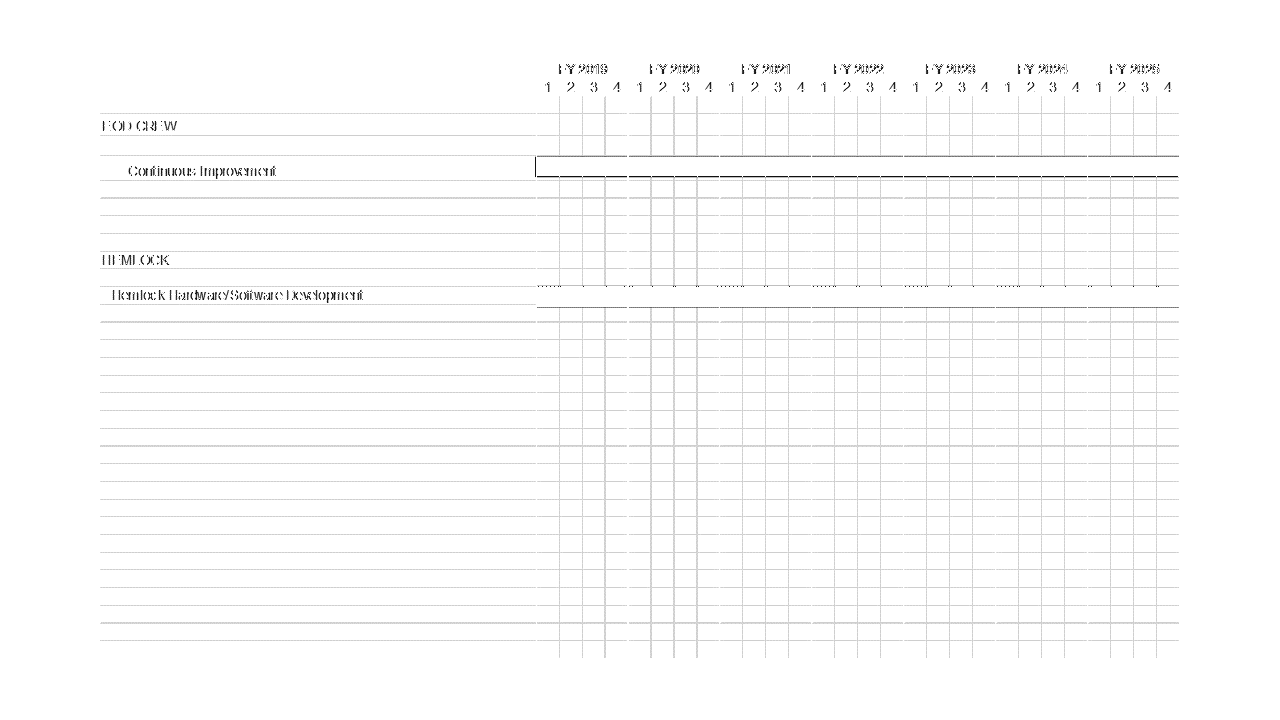 FY 2019 FY 2020 FY 2021 FY 2022 FY 2023 FY 2024 FY 2025
1 2 3 4 1 2 3 4 1 2 3 4 1 2 3 4 1 2 3 4 1 2 3 4 1 2 3 4
EOD CREW
Continuous Improvement
HEMLOCK
Hemlock Hardware/Software Development